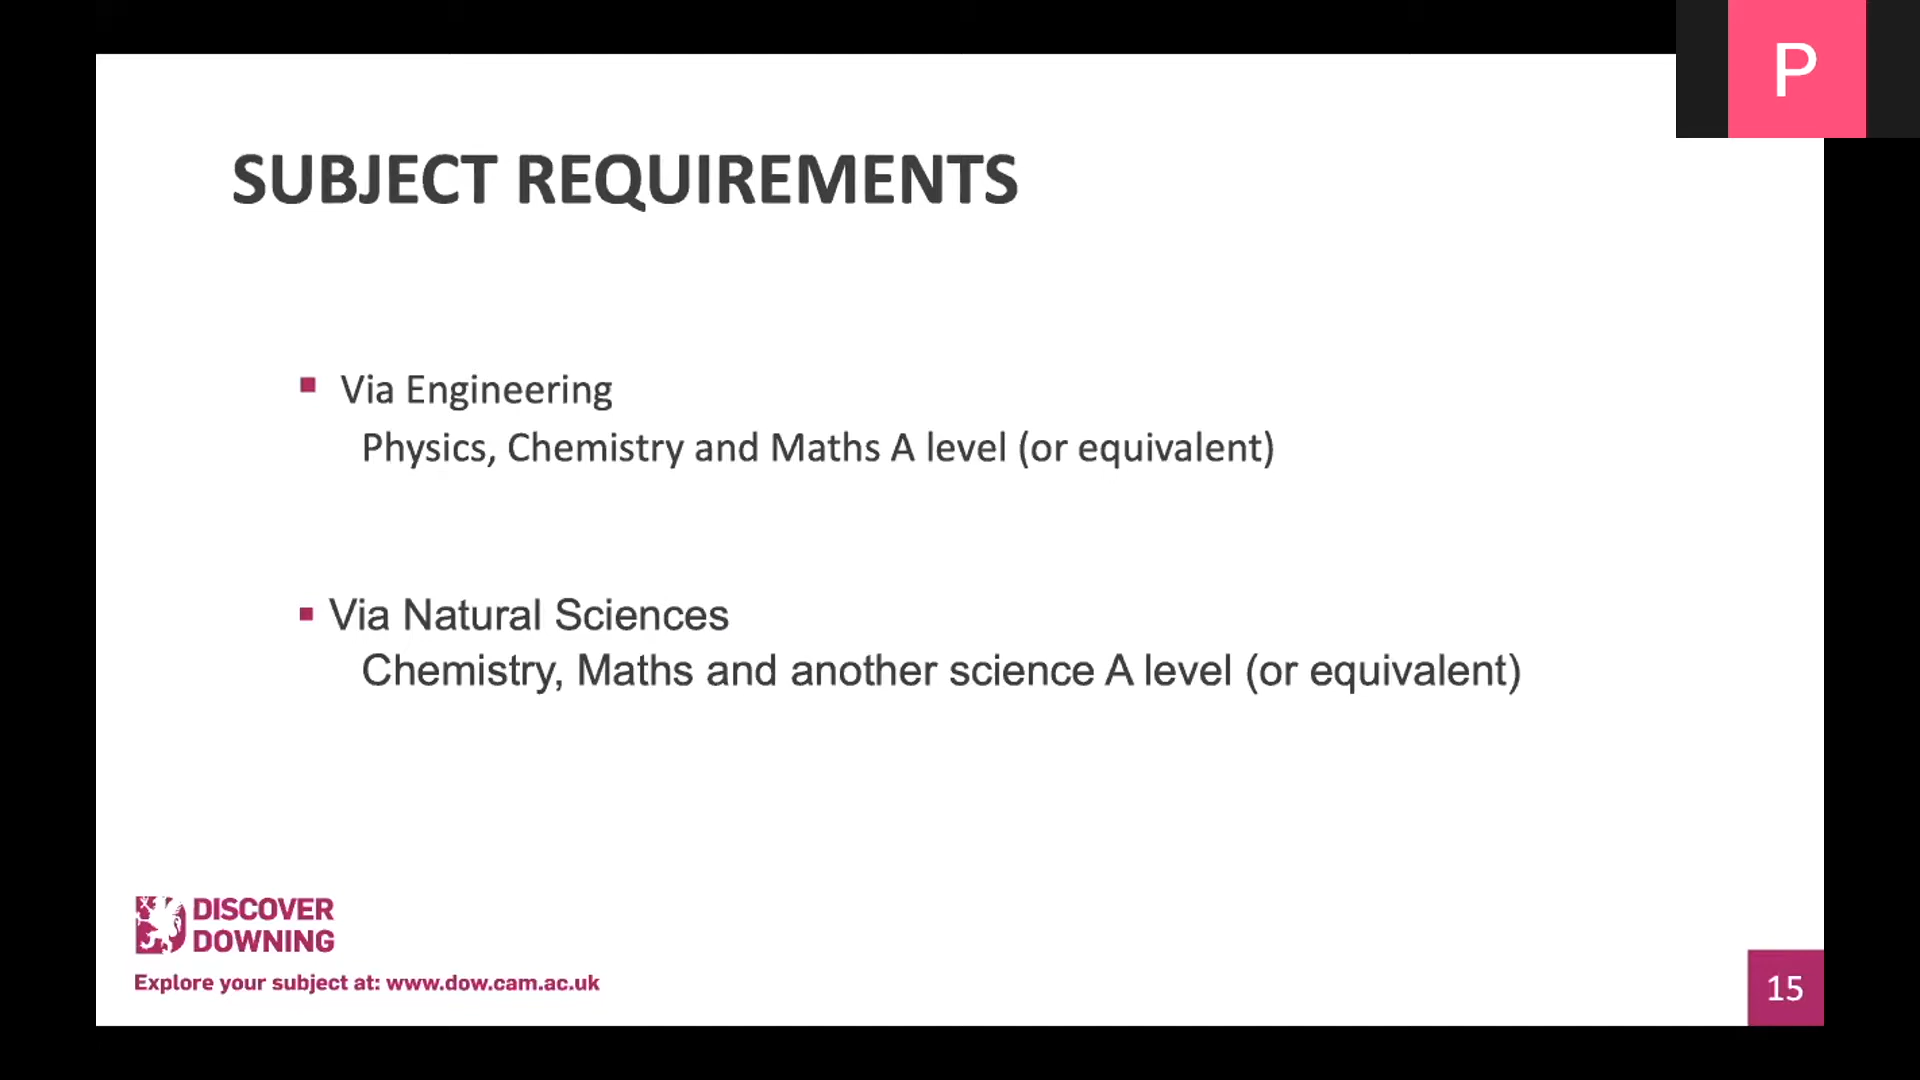 P
SUBJECT REQUIREMENTS
Via Engineering
Physics, Chemistry and Maths A level (or equivalent)
Via Natural Sciences
Chemistry, Maths and another science A level (or equivalent)
DISCOVER
DOWNING
Explore your subject at: www.dow.cam.ac.uk
15